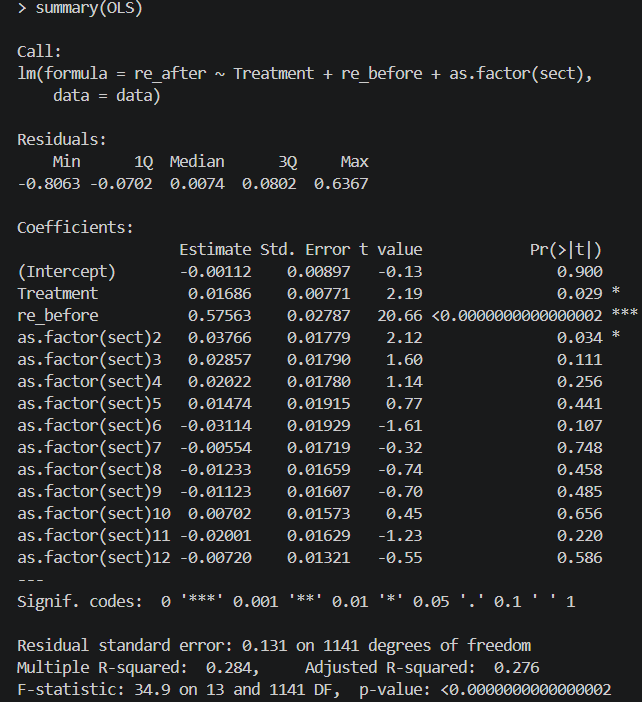 > summary(OLS)
Call:
lm(formula = re_after ~ Treatment + re_before + as.factor(sect),
    data = data)
Residuals:
    Min      1Q  Median      3Q     Max
-0.8063 -0.0702  0.0074  0.0802  0.6367
Coefficients:
                  Estimate Std. Error t value            Pr(>|t|)
(Intercept)       -0.00112    0.00897   -0.13               0.900
Treatment          0.01686    0.00771    2.19               0.029 *
re_before          0.57563    0.02787   20.66 <0.0000000000000002 ***
as.factor(sect)2   0.03766    0.01779    2.12               0.034 *
as.factor(sect)3   0.02857    0.01790    1.60               0.111
as.factor(sect)4   0.02022    0.01780    1.14               0.256
as.factor(sect)5   0.01474    0.01915    0.77               0.441
as.factor(sect)6  -0.03114    0.01929   -1.61               0.107
as.factor(sect)7  -0.00554    0.01719   -0.32               0.748
as.factor(sect)8  -0.01233    0.01659   -0.74               0.458
as.factor(sect)9  -0.01123    0.01607   -0.70               0.485
as.factor(sect)10  0.00702    0.01573    0.45               0.656
as.factor(sect)11 -0.02001    0.01629   -1.23               0.220
as.factor(sect)12 -0.00720    0.01321   -0.55               0.586
---
Signif. codes:  0 '***' 0.001 '**' 0.01 '*' 0.05 '.' 0.1 ' ' 1
Residual standard error: 0.131 on 1141 degrees of freedom
Multiple R-squared:  0.284,	Adjusted R-squared:  0.276
F-statistic: 34.9 on 13 and 1141 DF,  p-value: <0.0000000000000002